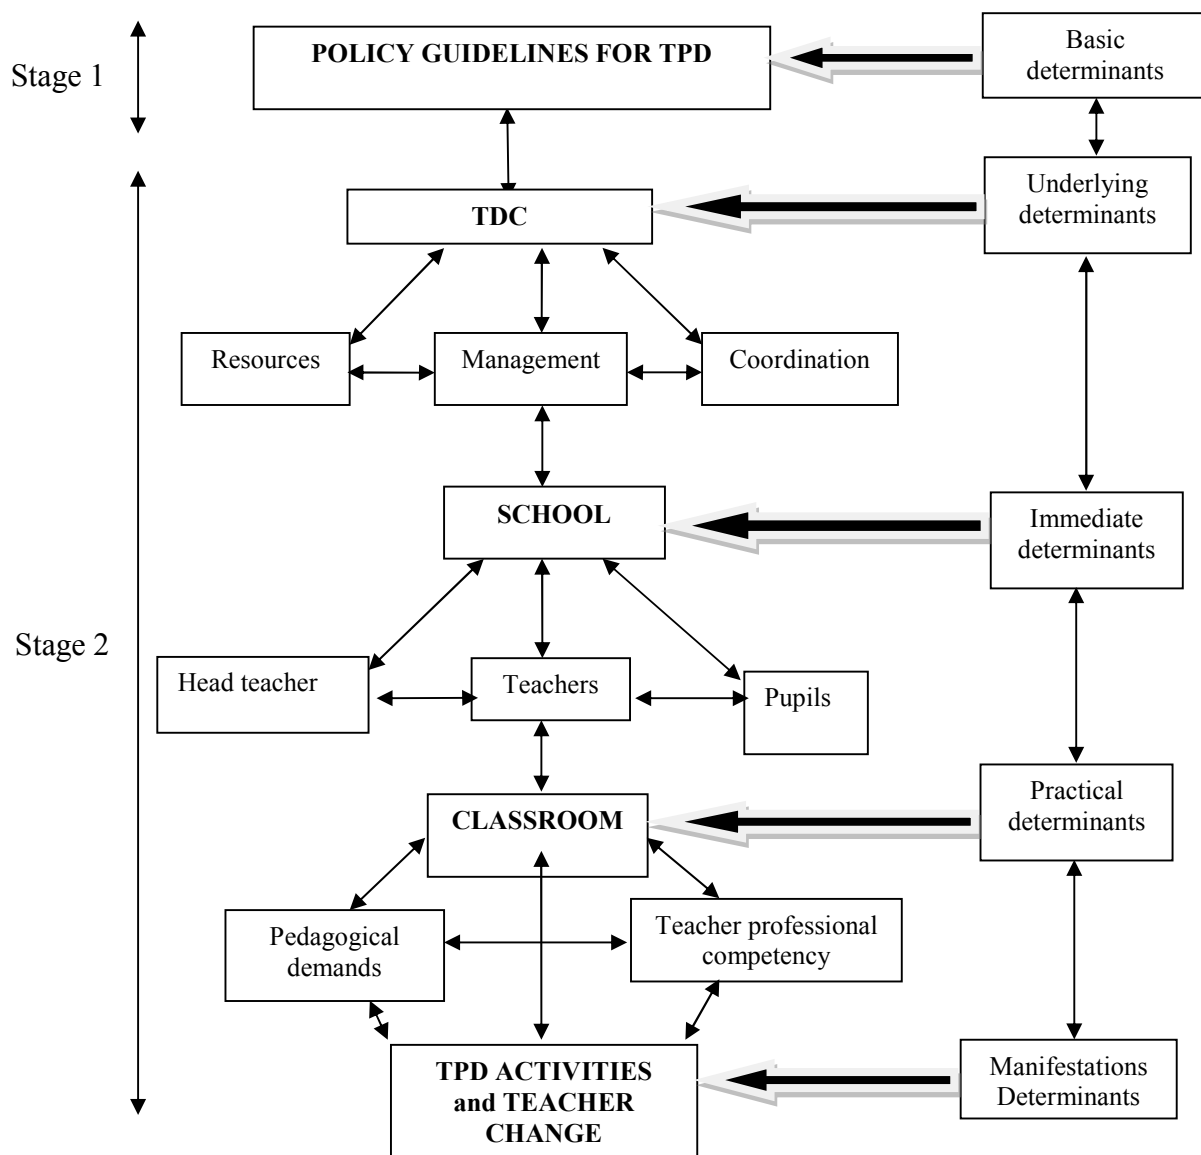 Stage 1
POLICY GUIDELINES FOR TPD
Basic
determinants
TDC
Underlying
determinants
Resources
Management
Coordination
SCHOOL
Immediate
determinants
Stage 2
Head teacher
Teachers
Pupils
CLASSROOM
Practical
determinants
Pedagogical
demands
Teacher professional
competency
TPD ACTIVITIES
and TEACHER
CHANGE
Manifestations
Determinants